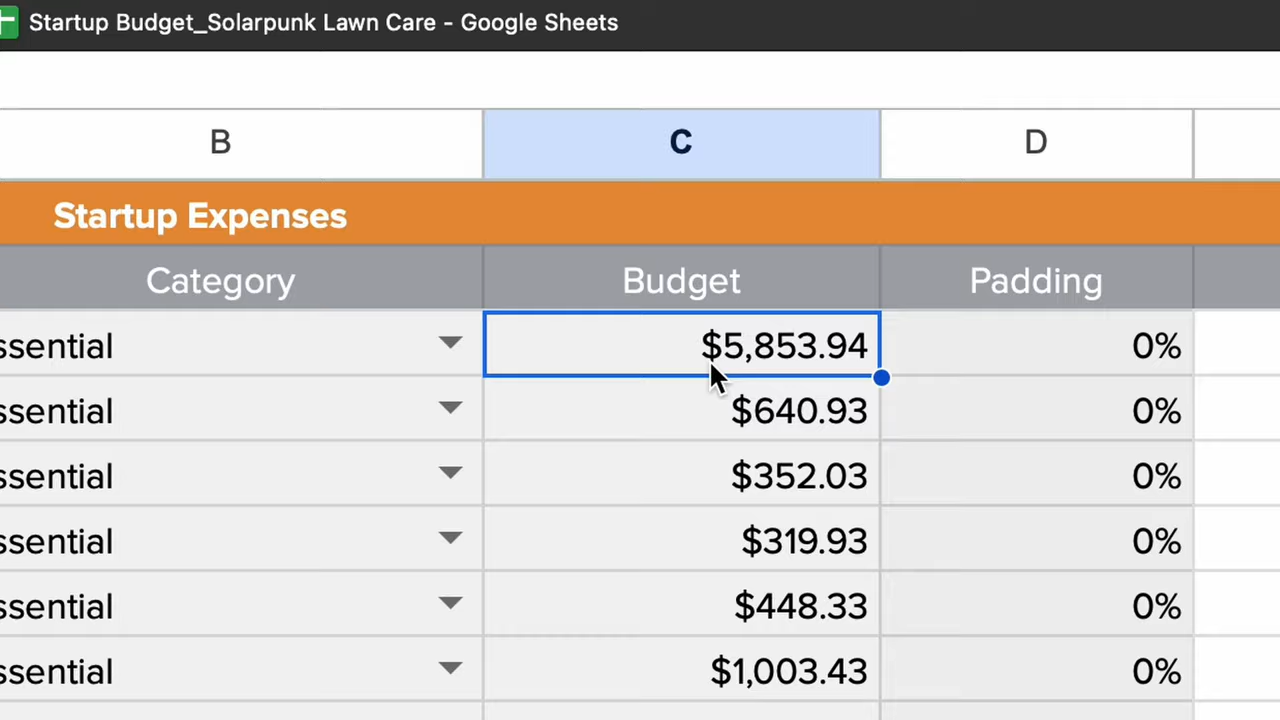 Startup Budget_Solarpunk Lawn Care - Google Sheets
B C D
Startup Expenses
Category Budget Padding
ssential $5,853.94 0%
ssential $640.93 0%
ssential $352.03 0%
ssential $319.93 0%
ssential $448.33 0%
ssential $1,003.43 0%